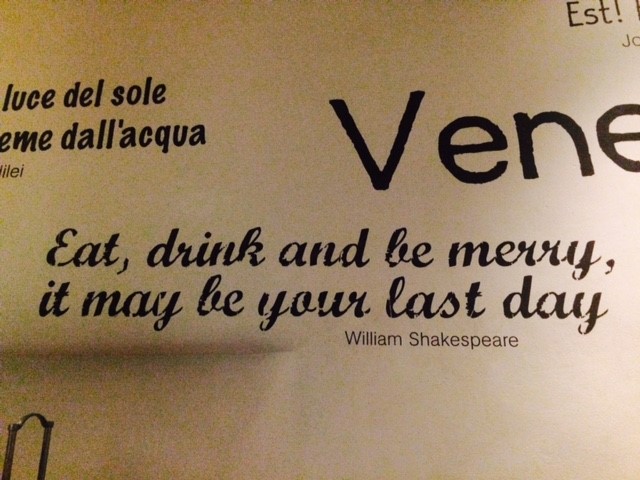 Est!
luce del sole
eme dall'acqua
ilei
Vene
Eat, drink and be merry,
it may be your last day
William Shakespeare